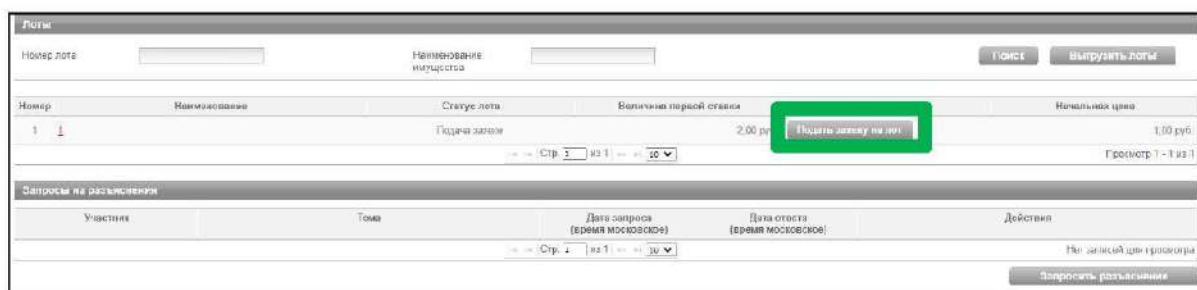 Лоты
Номер лота
Наименование
имущества
Поиск
Выгрузить лоты
Номер Наименование Статус лота Величина первой ставки Начальная цена
1 1 Подача заявок 2,00 руб Подать заявку на лот 1,00 руб.
Стр. 1 из 1 10 Просмотр 1 - 1 из 1
Запросы на разъяснения
Участник Тема Дата запроса
(время московское) Дата ответа
(время московское) Действия
Стр. 1 из 1 10 Нет записей для просмотра
Запросить разъяснение